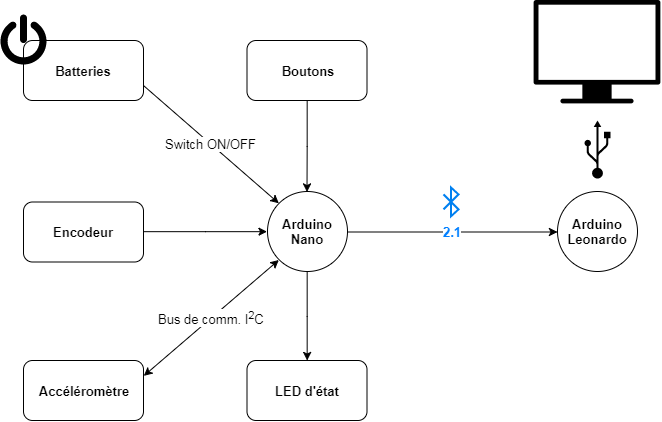 Batteries
Boutons
Switch ON/OFF
Encodeur
Arduino
Nano
2.1
Arduino
Leonardo
Bus de comm. I²C
Accéléromètre
LED d'état